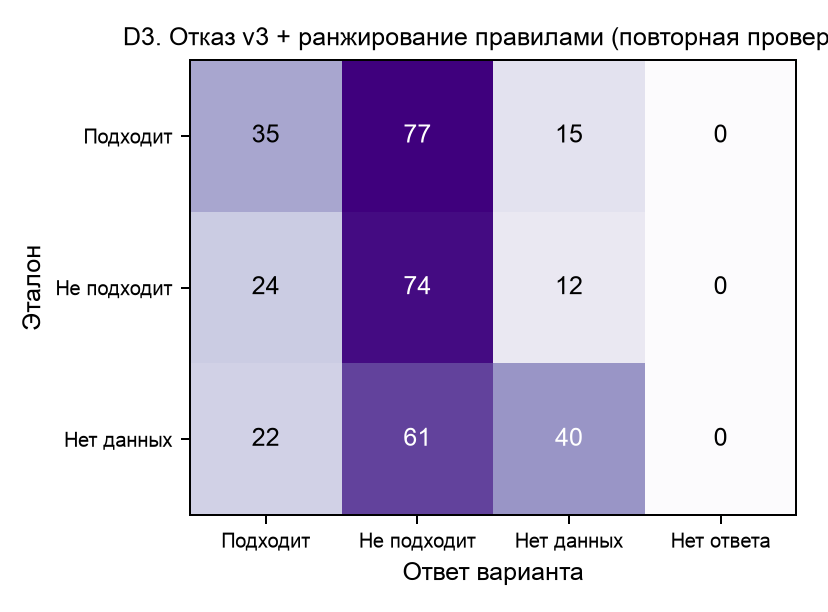 D3. Отказ v3 + ранжирование правилами (повторная провер
Эталон
Подходит
35 77 15 0
Не подходит
24 74 12 0
Нет данных
22 61 40 0
Подходит Не подходит Нет данных Нет ответа
Ответ варианта